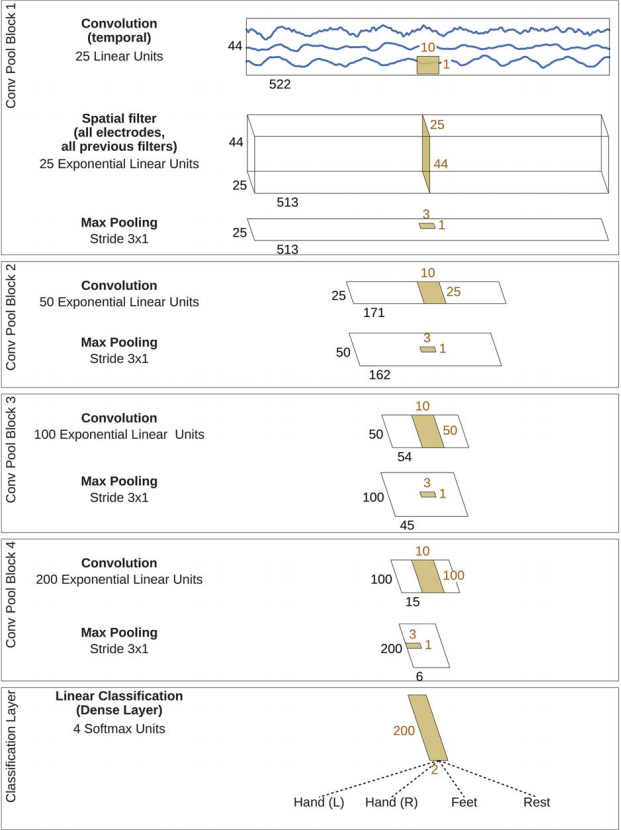 Conv Pool Block 1
Convolution
(temporal)
25 Linear Units
44
10
1
522
Spatial filter
(all electrodes,
all previous filters)
25 Exponential Linear Units
44
25
25
44
513
Max Pooling
Stride 3x1
25
3
1
513
Conv Pool Block 2
Convolution
50 Exponential Linear Units
10
25
25
171
Max Pooling
Stride 3x1
50
3
1
162
Conv Pool Block 3
Convolution
100 Exponential Linear Units
10
50
50
54
Max Pooling
Stride 3x1
100
3
1
45
Conv Pool Block 4
Convolution
200 Exponential Linear Units
10
100
100
15
Max Pooling
Stride 3x1
200
3
1
6
Classification Layer
Linear Classification
(Dense Layer)
4 Softmax Units
200
2
Hand (L) Hand (R) Feet Rest